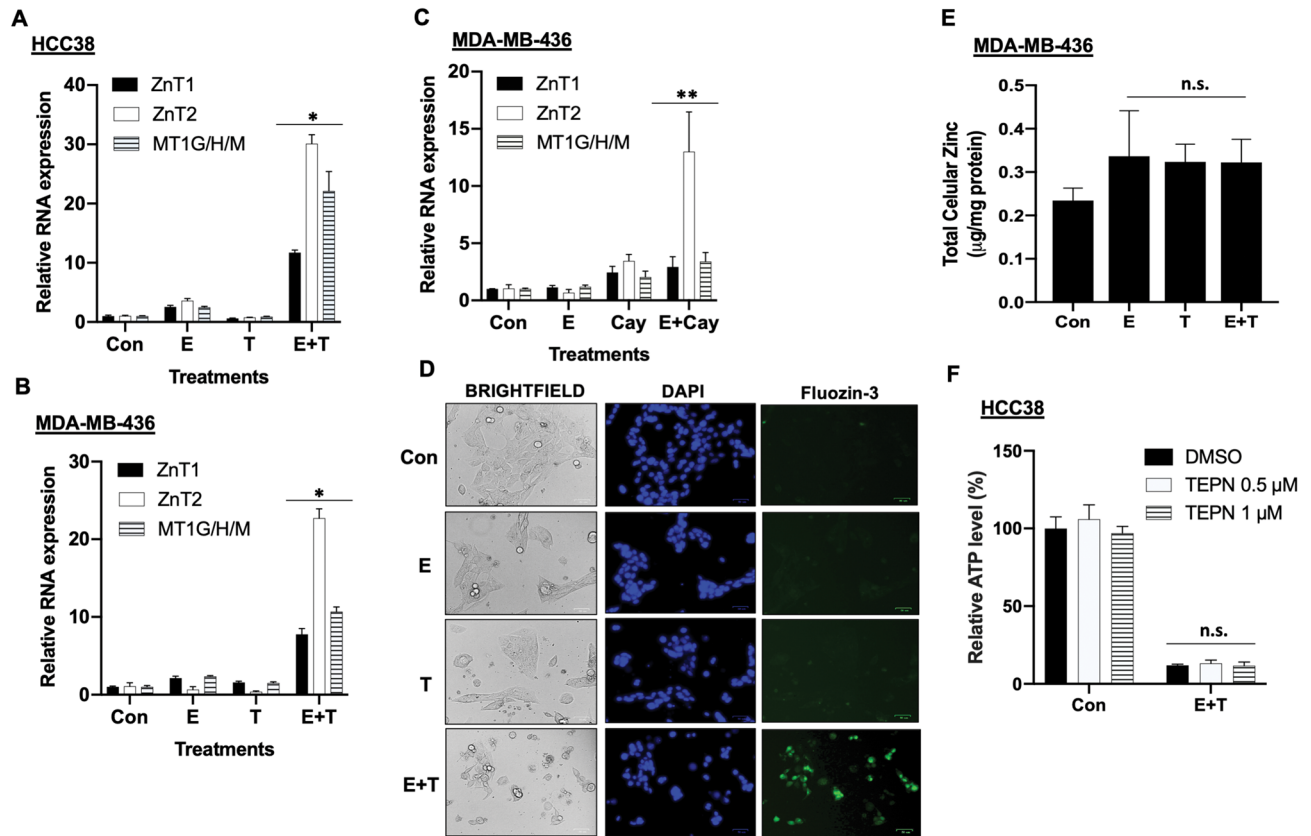 A
HCC38
ZnT1
ZnT2
MT1G/H/M
Relative RNA expression
40
30
20
10
0
*
Con E T E+T
Treatments
B
MDA-MB-436
ZnT1
ZnT2
MT1G/H/M
Relative RNA expression
30
20
10
0
*
Con E T E+T
Treatments
C
MDA-MB-436
ZnT1
ZnT2
MT1G/H/M
Relative RNA expression
20
15
10
5
0
**
Con E Cay E+Cay
Treatments
D
BRIGHTFIELD DAPI Fluozin-3
Con
E
T
E+T
E
MDA-MB-436
Total Cellular Zinc
(µg/mg protein)
0.5
0.4
0.3
0.2
0.1
0.0
n.s.
Con E T E+T
F
HCC38
DMSO
TEPN 0.5 µM
TEPN 1 µM
Relative ATP level (%)
150
100
50
0
n.s.
Con E+T